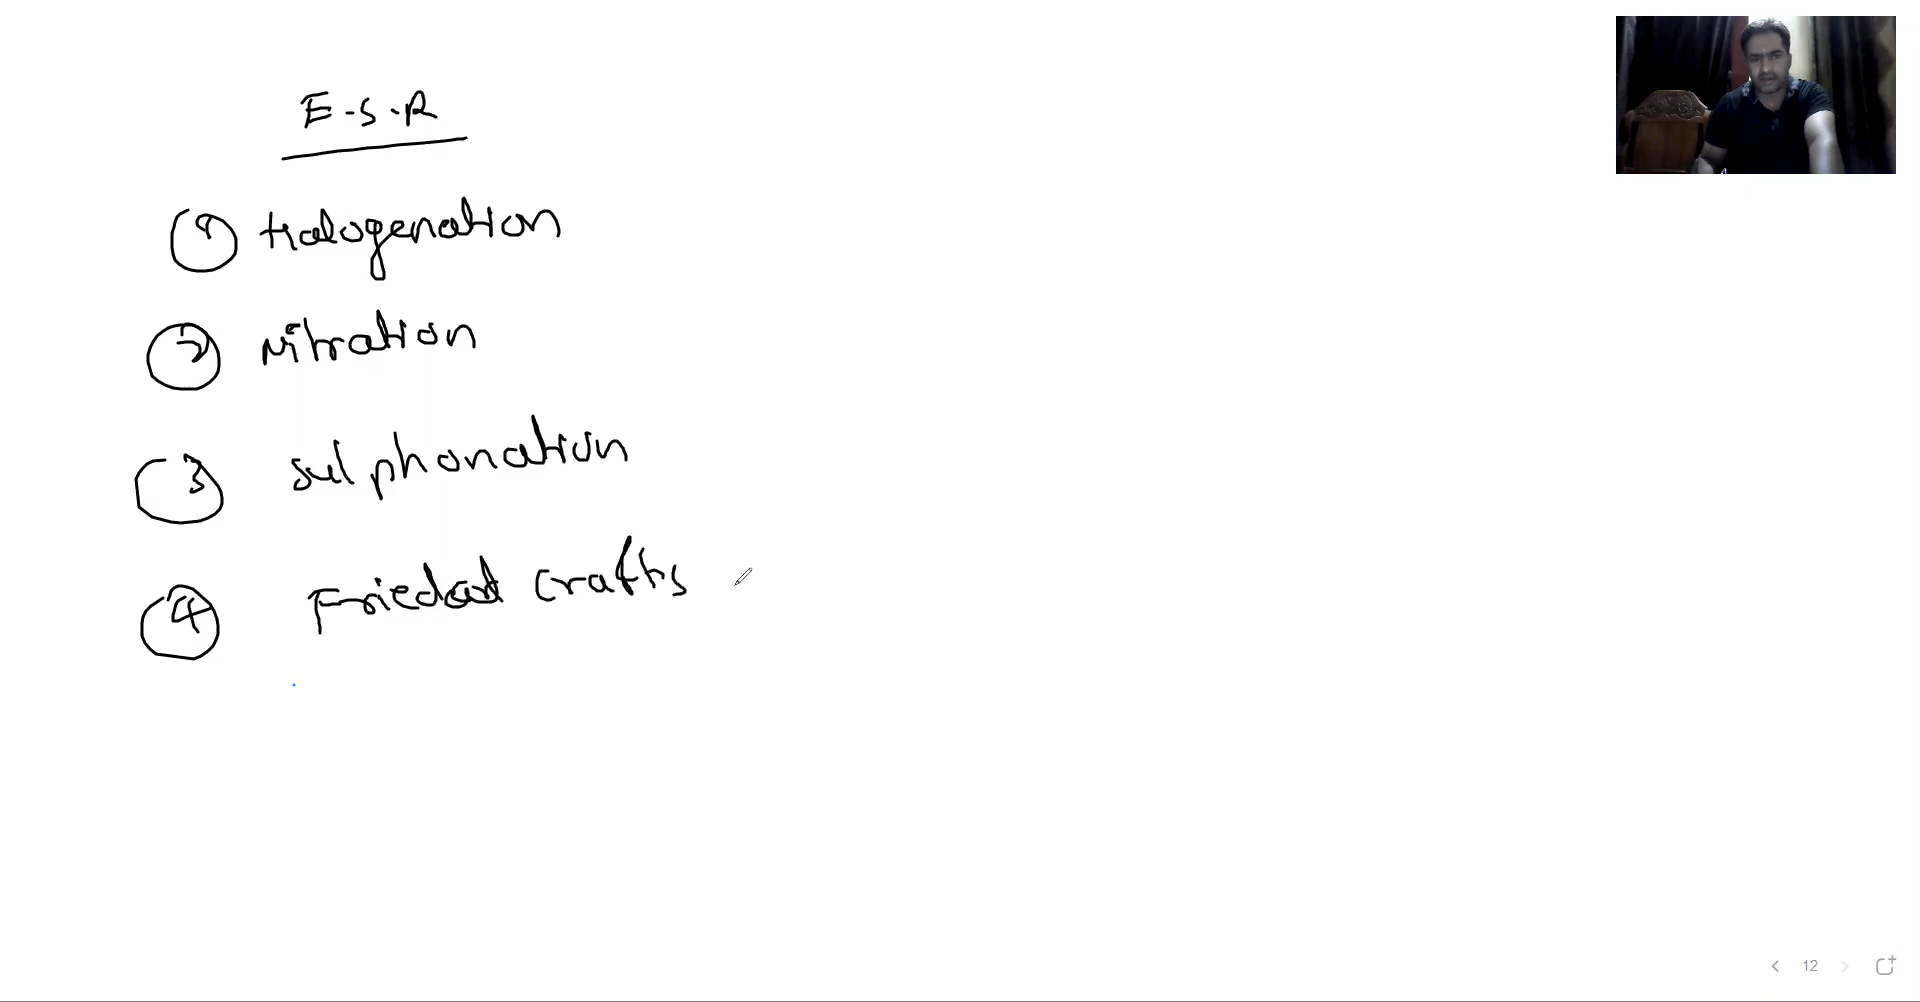 E-S-R
1 Halogenation
2 Nitration
3 sulphonation
4 Friedal crafts
12